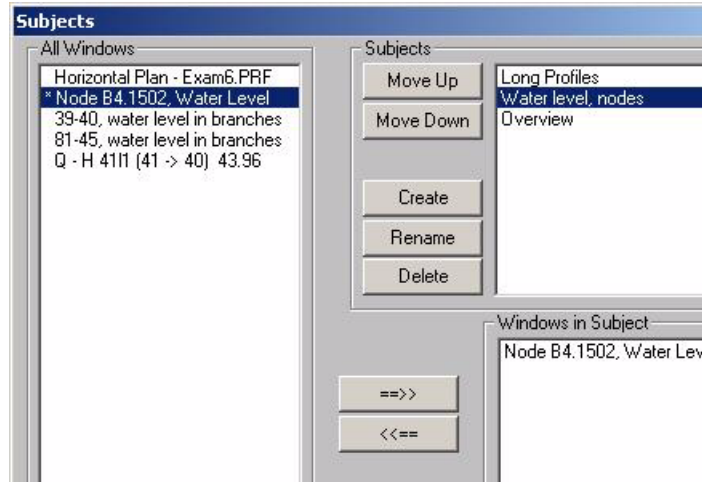 Subjects
All Windows
Horizontal Plan - Exam6.PRF
* Node B4.1502, Water Level
39-40, water level in branches
81-45, water level in branches
Q - H 41l1 (41 -> 40) 43.96
Subjects
Move Up
Move Down
Create
Rename
Delete
Long Profiles
Water level, nodes
Overview
Windows in Subject
Node B4.1502, Water Lev
==>>
<<==